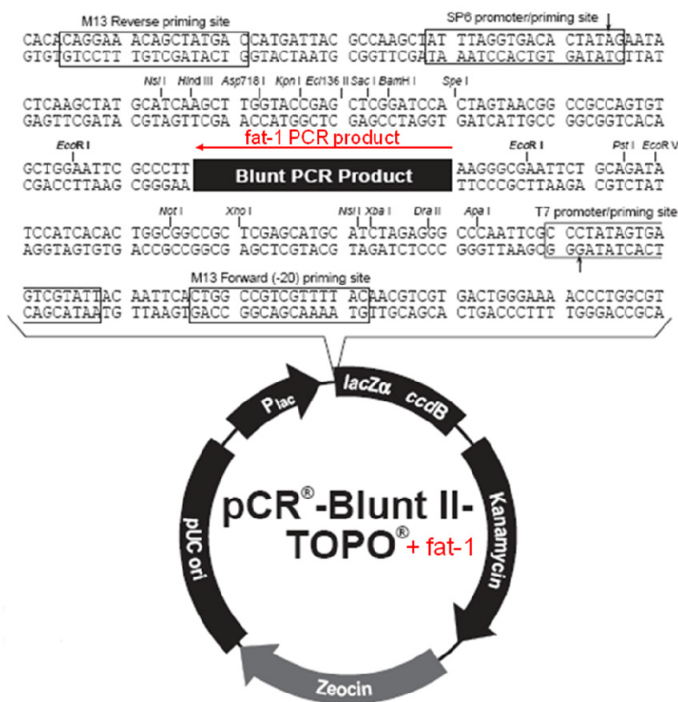 M13 Reverse priming site SP6 promoter/priming site
CACACAGGAA ACAGCTATGAC CATGATTAC GCCAAGCTAT TTAGGTGACA CTATAGAATA
GTGTGTCCTT TGTCGATACTG GTACTAATG CGGTTCGATA AATCCACTGT GATATCTTAT
Nsi I Hind III Asp718 I Kpn I Ecl136 II Sac I BamH I Spe I
CTCAAGCTAT GCATCAAGCT TGGTACCGAG CTCGGATCCA CTAGTAACGG CCGCCAGTGT
GAGTTCGATA CGTAGTTCGA ACCATGGCTC GAGCCTAGGT GATCATTGCC GGCGGTCACA
EcoR I fat-1 PCR product EcoR I Pst I EcoR V
GCTGGAATTC GCCCTT Blunt PCR Product AAGGGCGAATTCT GCAGATA
CGACCTTAAG CGGGAA TTCCCGCTTAAGA CGTCTAT
Not I Xho I Nsi I Xba I Dra II Apa I T7 promoter/priming site
TCCATCACAC TGGCGGCCGC TCGAGCATGC ATCTAGAGGG CCCAATTCGC CCTATAGTGA
AGGTAGTGTG ACCGCCGGCG AGCTCGTACG TAGATCTCCC GGGTTAAGCG GGATATCACT
M13 Forward (-20) priming site
GTCGTATTAC AATTCACTGG CCGTCGTTTT ACAACGTCGT GACTGGGAAA ACCCTGGCGT
CAGCATAATG TTAAGTGACC GGCAGCAAAA TGTTGCAGCA CTGACCCTTT TGGGACCGCA
Plac lacZα ccdB
pCR®-Blunt II-
TOPO® + fat-1
pUC ori
Kanamycin
Zeocin